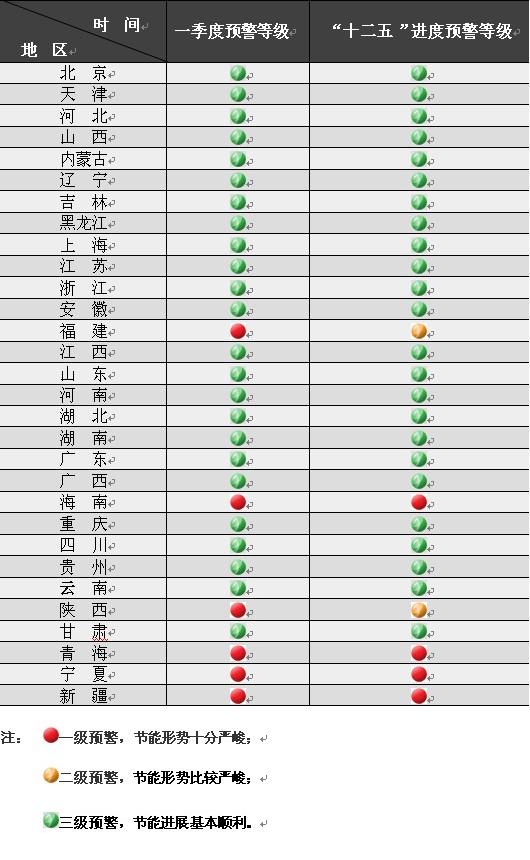 时 间
地 区
一季度预警等级
“十二五 ”进度预警等级
北 京
天 津
河 北
山 西
内蒙古
辽 宁
吉 林
黑龙江
上 海
江 苏
浙 江
安 徽
福 建
江 西
山 东
河 南
湖 北
湖 南
广 东
广 西
海 南
重 庆
四 川
贵 州
云 南
陕 西
甘 肃
青 海
宁 夏
新 疆
注： 一级预警，节能形势十分严峻；
二级预警，节能形势比较严峻；
三级预警，节能进展基本顺利。